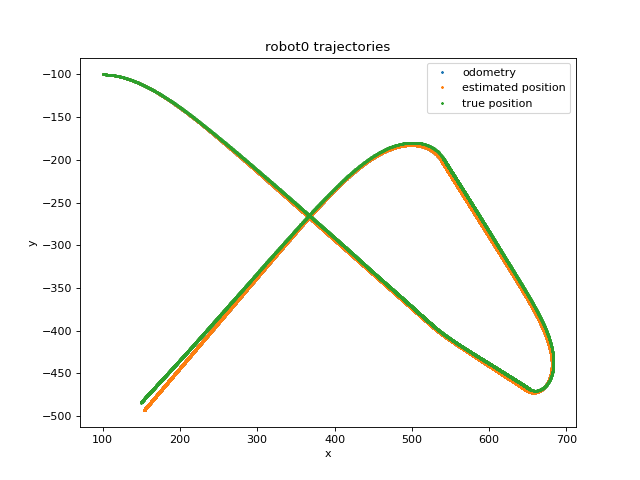 robot0 trajectories
odometry
estimated position
true position
−100
−150
−200
−250
−300
−350
−400
−450
−500
y
100 200 300 400 500 600 700
x